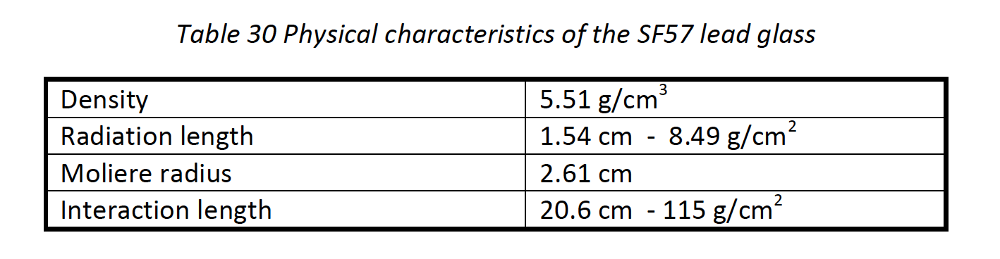 Table 30 Physical characteristics of the SF57 lead glass
Density 5.51 g/cm³
Radiation length 1.54 cm - 8.49 g/cm²
Moliere radius 2.61 cm
Interaction length 20.6 cm - 115 g/cm²